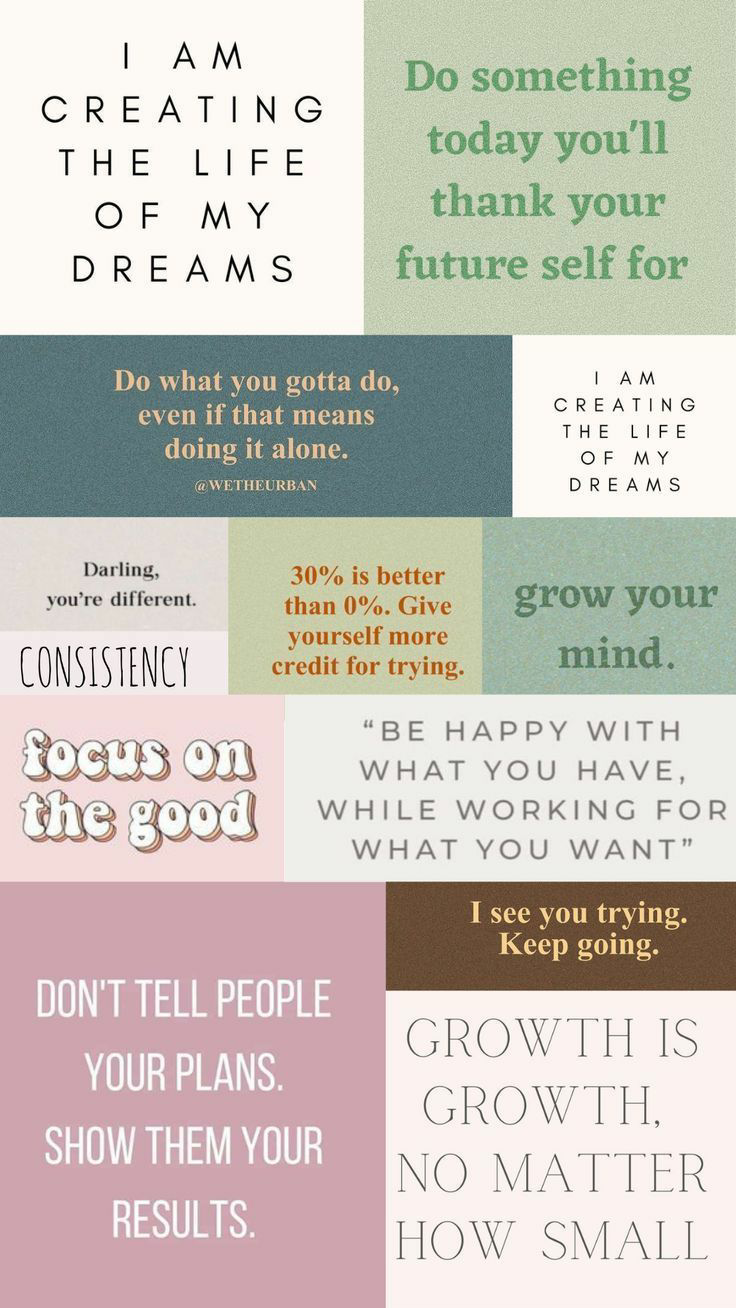 I AM
CREATING
THE LIFE
OF MY
DREAMS
Do something
today you'll
thank your
future self for
Do what you gotta do,
even if that means
doing it alone.
@WETHEURBAN
I AM
CREATING
THE LIFE
OF MY
DREAMS
Darling,
you're different.
CONSISTENCY
30% is better
than 0%. Give
yourself more
credit for trying.
grow your
mind.
focus on
the good
“BE HAPPY WITH
WHAT YOU HAVE,
WHILE WORKING FOR
WHAT YOU WANT”
DON'T TELL PEOPLE
YOUR PLANS.
SHOW THEM YOUR
RESULTS.
I see you trying.
Keep going.
GROWTH IS
GROWTH,
NO MATTER
HOW SMALL